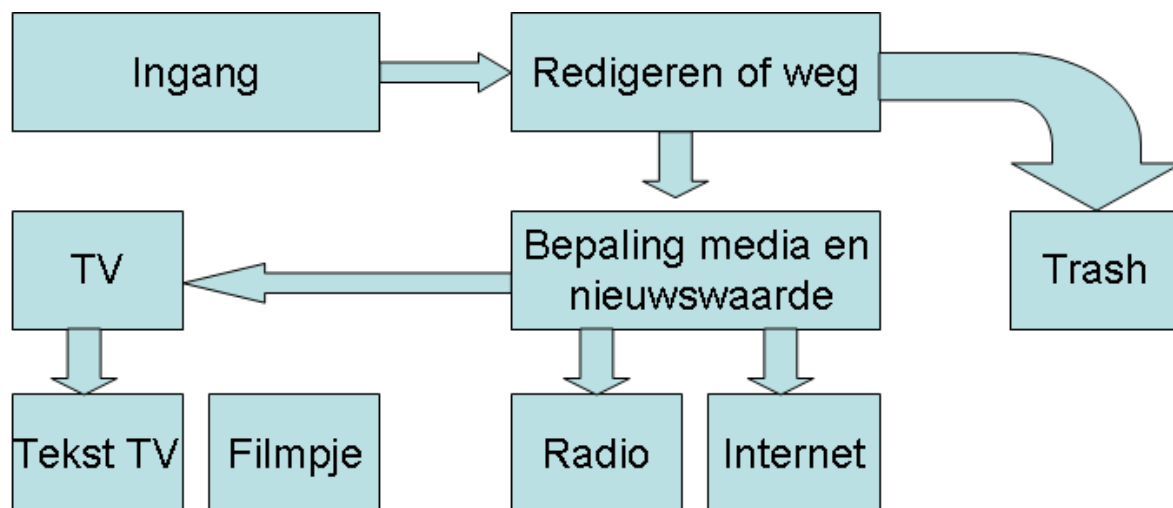 Ingang
Redigeren of weg
TV
Bepaling media en
nieuwswaarde
Trash
Tekst TV
Filmpje
Radio
Internet